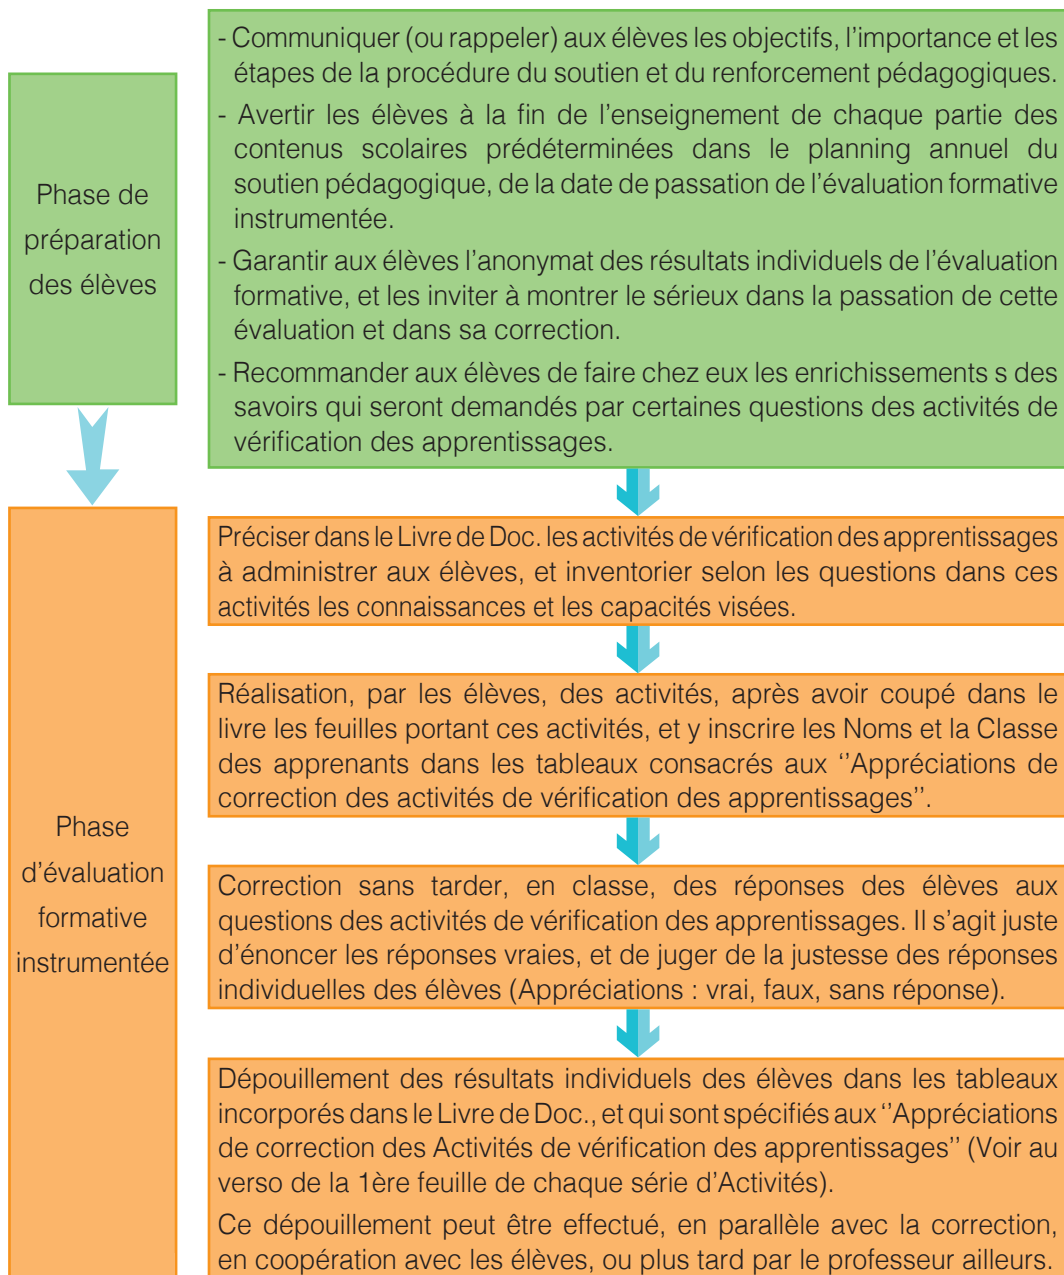 - Communiquer (ou rappeler) aux élèves les objectifs, l'importance et les
étapes de la procédure du soutien et du renforcement pédagogiques.
- Avertir les élèves à la fin de l'enseignement de chaque partie des
contenus scolaires prédéterminées dans le planning annuel du
soutien pédagogique, de la date de passation de l'évaluation formative
instrumentée.
- Garantir aux élèves l'anonymat des résultats individuels de l'évaluation
formative, et les inviter à montrer le sérieux dans la passation de cette
évaluation et dans sa correction.
- Recommander aux élèves de faire chez eux les enrichissements s des
savoirs qui seront demandés par certaines questions des activités de
vérification des apprentissages.
Phase de
préparation
des élèves
Préciser dans le Livre de Doc. les activités de vérification des apprentissages
à administrer aux élèves, et inventorier selon les questions dans ces
activités les connaissances et les capacités visées.
Réalisation, par les élèves, des activités, après avoir coupé dans le
livre les feuilles portant ces activités, et y inscrire les Noms et la Classe
des apprenants dans les tableaux consacrés aux ‘‘Appréciations de
correction des activités de vérification des apprentissages’’.
Phase
d'évaluation
formative
instrumentée
Correction sans tarder, en classe, des réponses des élèves aux
questions des activités de vérification des apprentissages. Il s'agit juste
d'énoncer les réponses vraies, et de juger de la justesse des réponses
individuelles des élèves (Appréciations : vrai, faux, sans réponse).
Dépouillement des résultats individuels des élèves dans les tableaux
incorporés dans le Livre de Doc., et qui sont spécifiés aux ‘‘Appréciations
de correction des Activités de vérification des apprentissages’’ (Voir au
verso de la 1ère feuille de chaque série d'Activités).
Ce dépouillement peut être effectué, en parallèle avec la correction,
en coopération avec les élèves, ou plus tard par le professeur ailleurs.